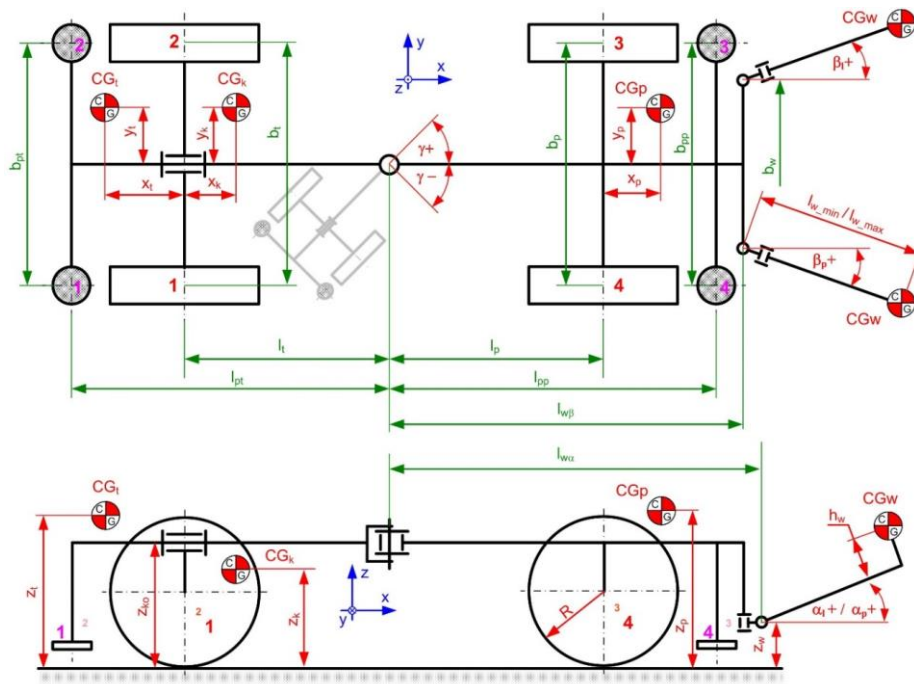 2
2
3
3
CGw
C
G
y
x
z
βl+
CGt
C
G
CGk
C
G
CGp
C
G
bpt
yt
yk
bt
bp
yp
bpp
bw
γ+
γ−
xt
xk
xp
lw_min / lw_max
βp+
1
1
4
4
C
G
CGw
lt
lp
lpt
lpp
lwβl
lwα
CGt
C
G
CGp
C
G
CGw
C
G
hw
CGk
C
G
zt
zko
zk
z
x
y
R
zp
zw
αl+ / αp+
1
2
2
1
3
4
4
3